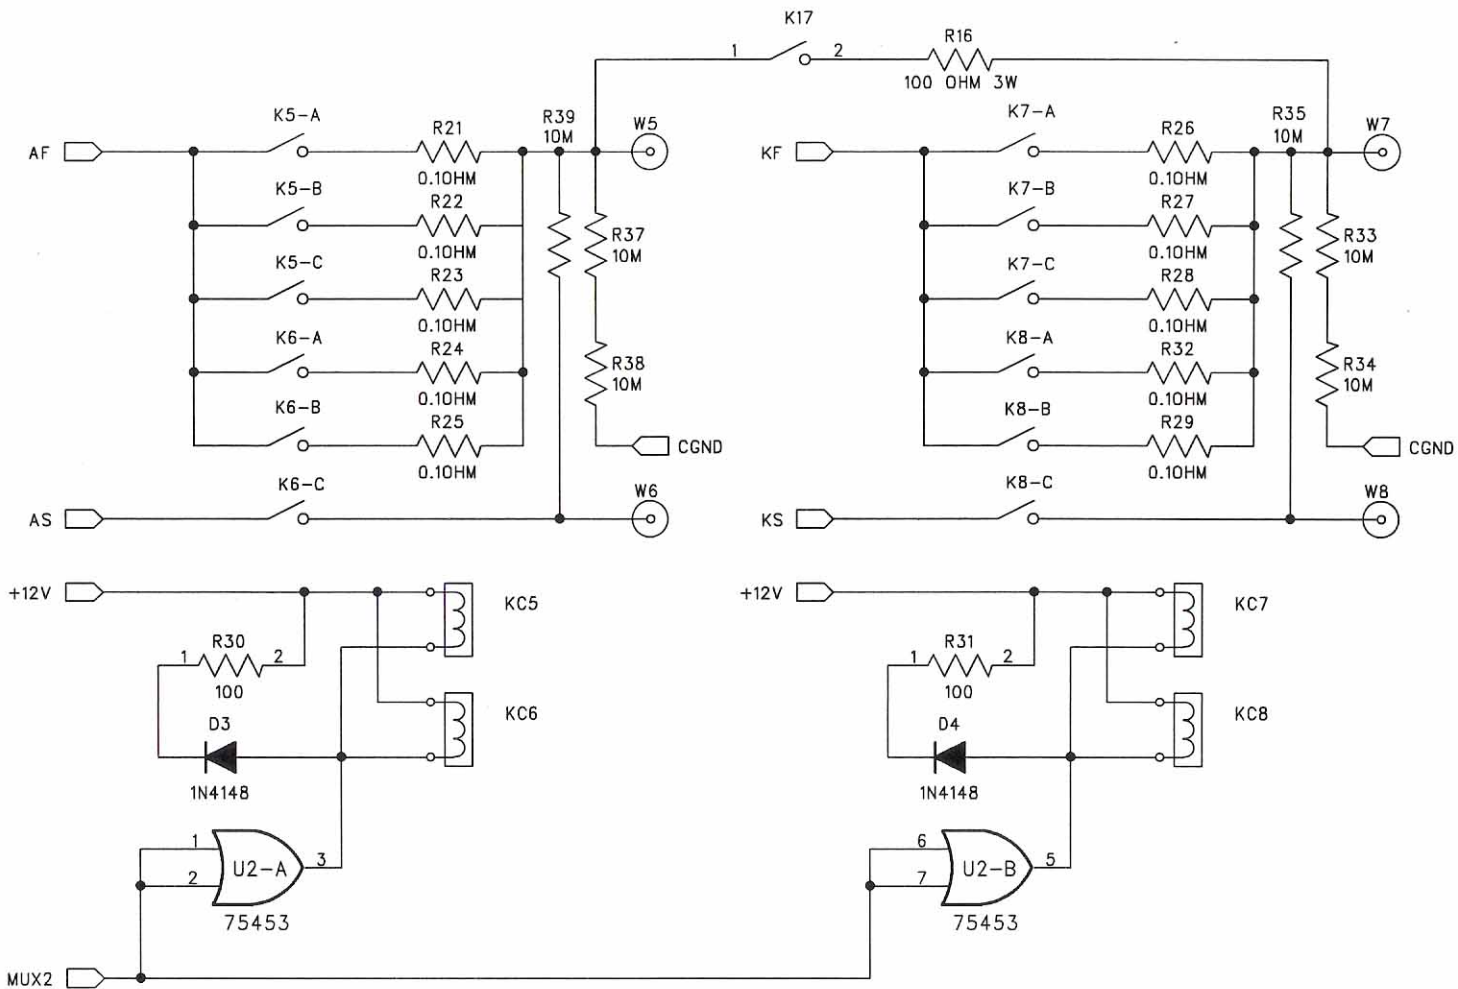 K17
1 2
R16
100 OHM 3W
AF
K5-A
R21
0.1OHM
R39
10M
W5
K5-B
R22
0.1OHM
R37
10M
K5-C
R23
0.1OHM
K6-A
R24
0.1OHM
R38
10M
K6-B
R25
0.1OHM
CGND
AS
K6-C
W6
KF
K7-A
R26
0.1OHM
R35
10M
W7
K7-B
R27
0.1OHM
R33
10M
K7-C
R28
0.1OHM
K8-A
R32
0.1OHM
R34
10M
K8-B
R29
0.1OHM
CGND
KS
K8-C
W8
+12V
KC5
R30
1 2
100
KC6
D3
1N4148
1
2
U2-A
3
75453
+12V
KC7
R31
1 2
100
KC8
D4
1N4148
6
7
U2-B
5
75453
MUX2